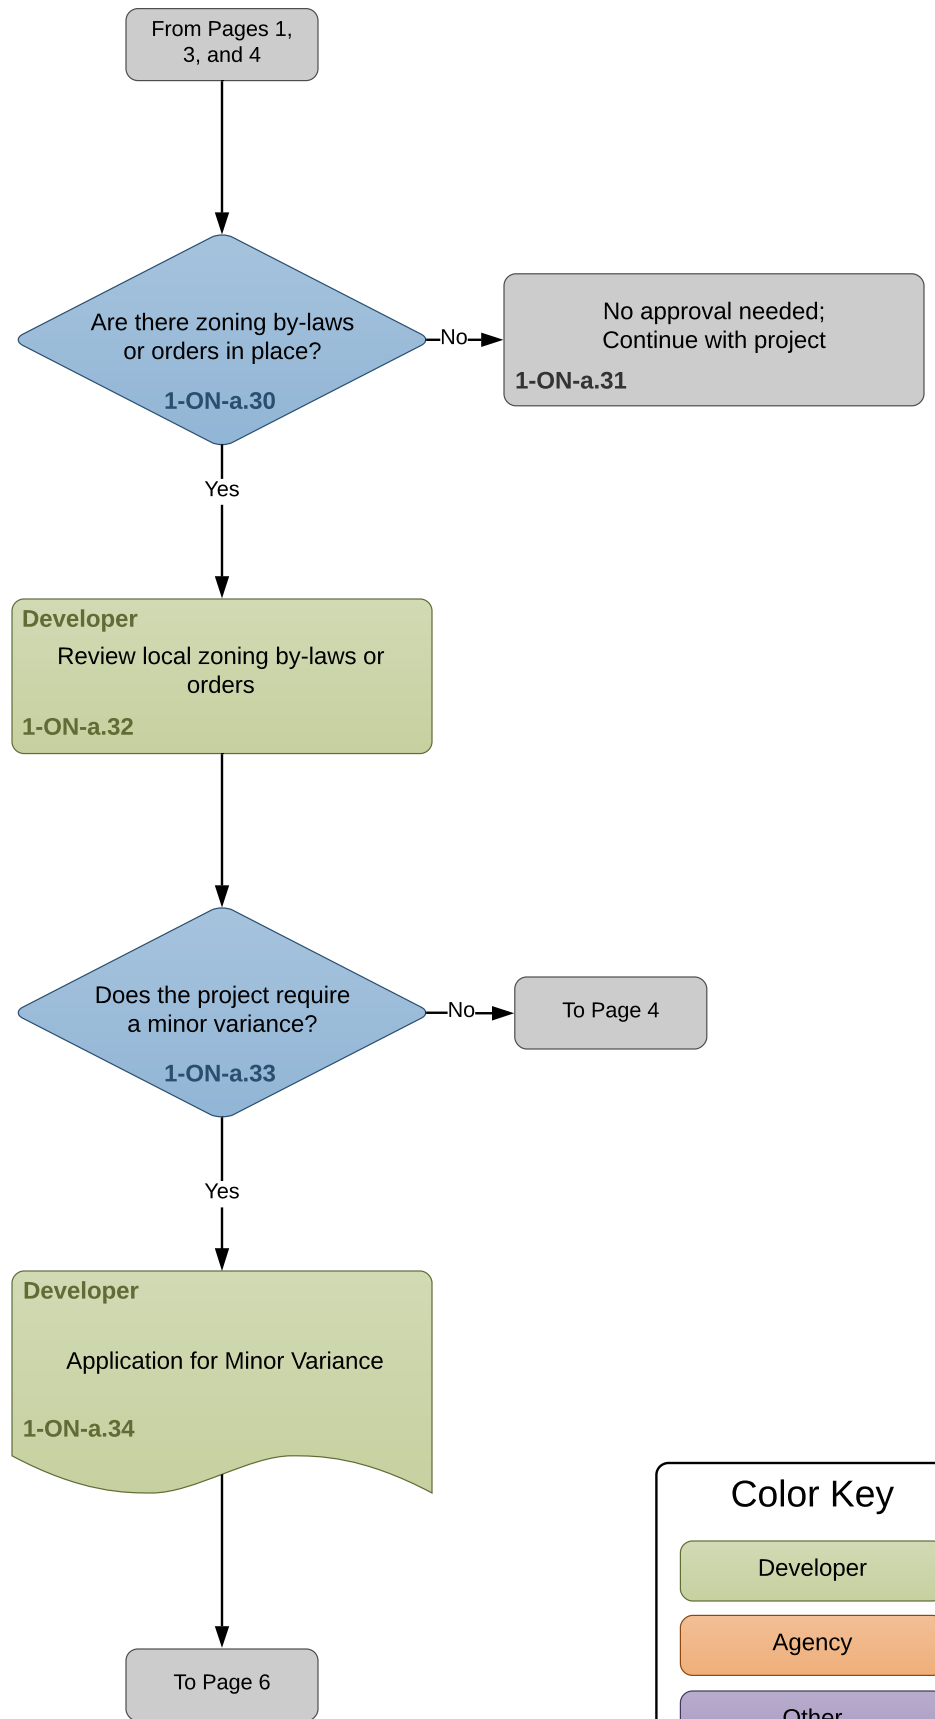 From Pages 1,
3, and 4
Are there zoning by-laws
or orders in place?
1-ON-a.30
No
No approval needed;
Continue with project
1-ON-a.31
Yes
Developer
Review local zoning by-laws or
orders
1-ON-a.32
Does the project require
a minor variance?
1-ON-a.33
No
To Page 4
Yes
Developer
Application for Minor Variance
1-ON-a.34
To Page 6
Color Key
Developer
Agency
Other